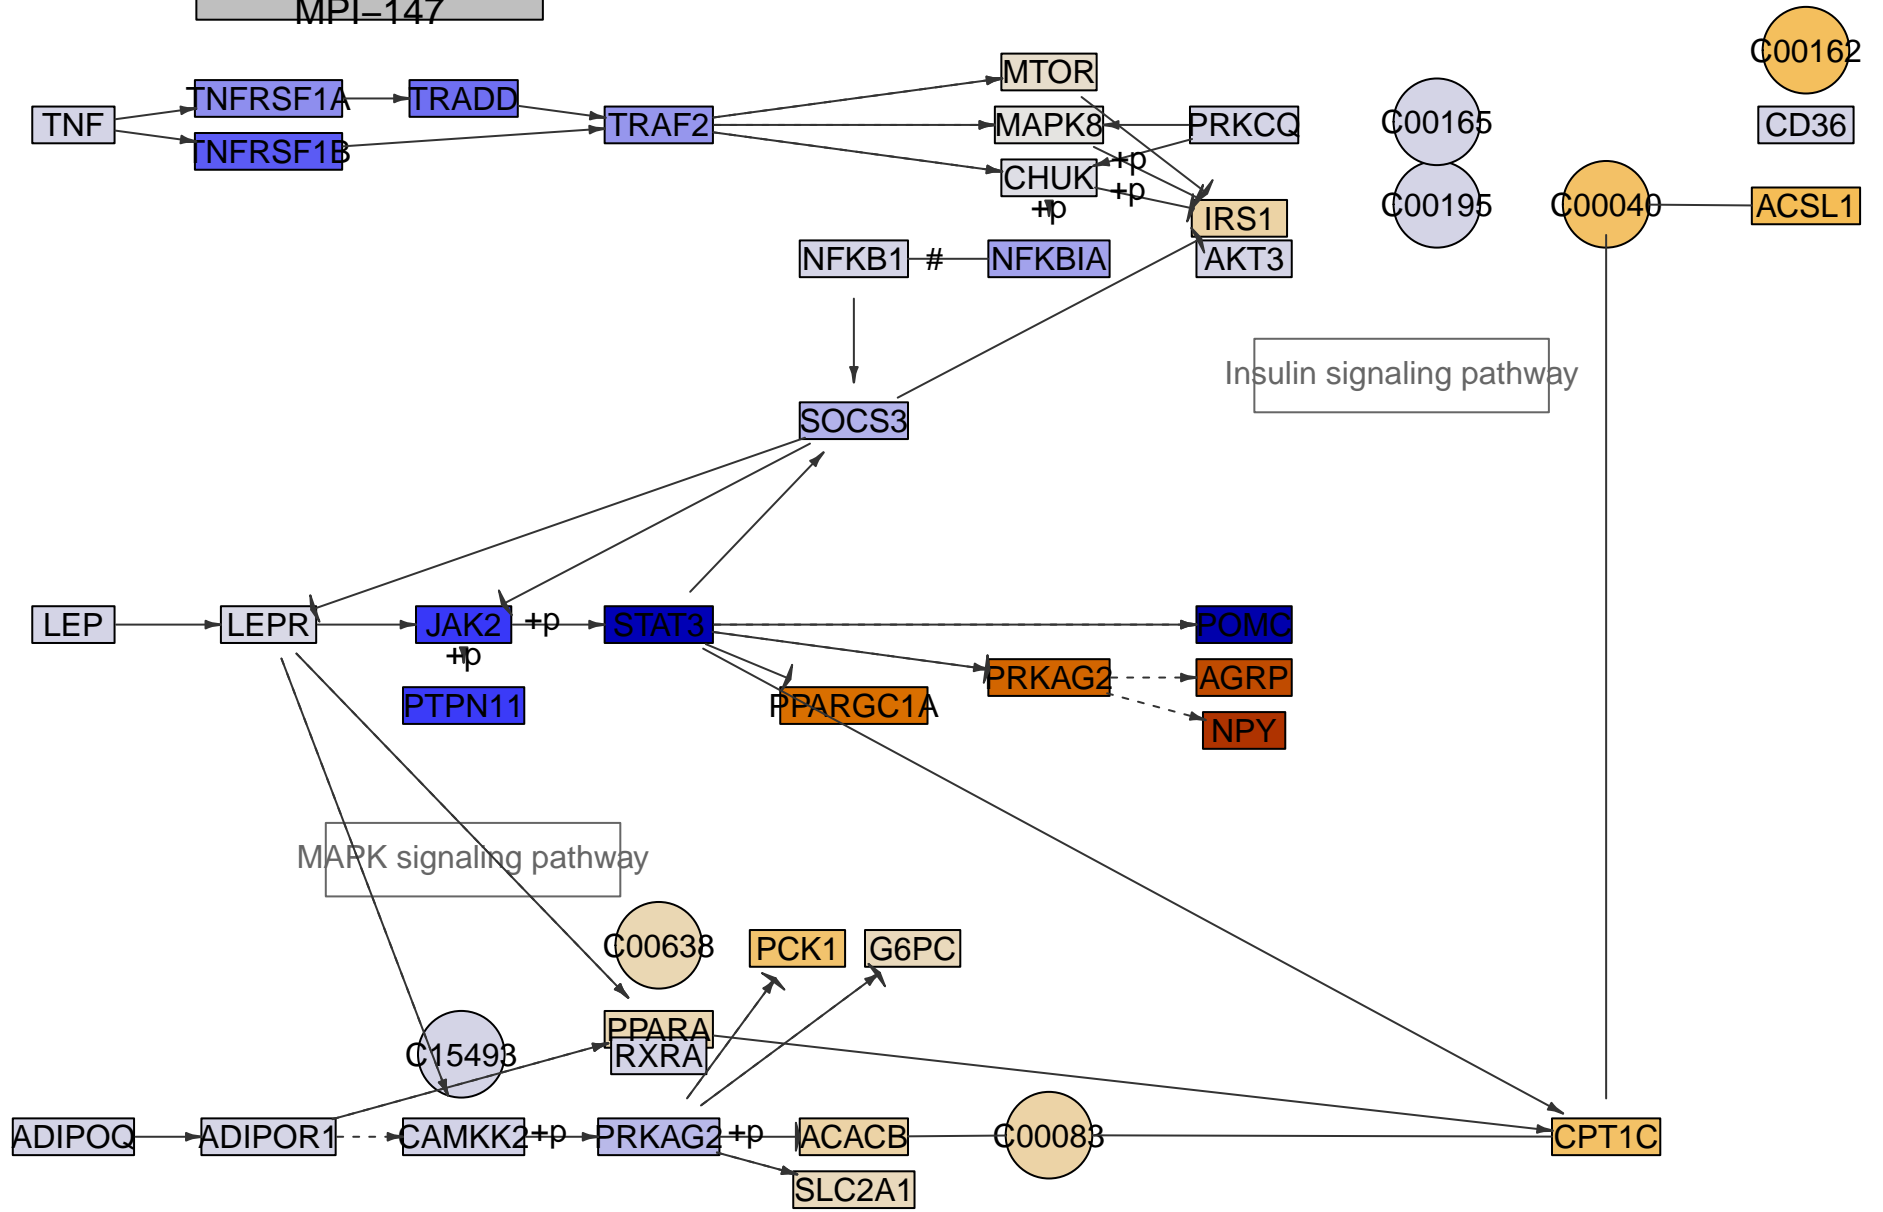 MPI–147
C00162
MTOR
TNFRSF1A
TRADD
TNF
TRAF2
MAPK8
PRKCQ
C00165
CD36
TNFRSF1B
+p
CHUK
+p
+p
IRS1
C00195
C00040
ACSL1
NFKB1
#
NFKBIA
AKT3
Insulin signaling pathway
SOCS3
LEP
LEPR
JAK2
+p
STAT3
POMC
+p
PRKAG2
AGRP
PTPN11
PPARGC1A
NPY
MAPK signaling pathway
C00638
PCK1
G6PC
PPARA
C15493
RXRA
ADIPOQ
ADIPOR1
CAMKK2
+p
PRKAG2
+p
ACACB
C00083
CPT1C
SLC2A1